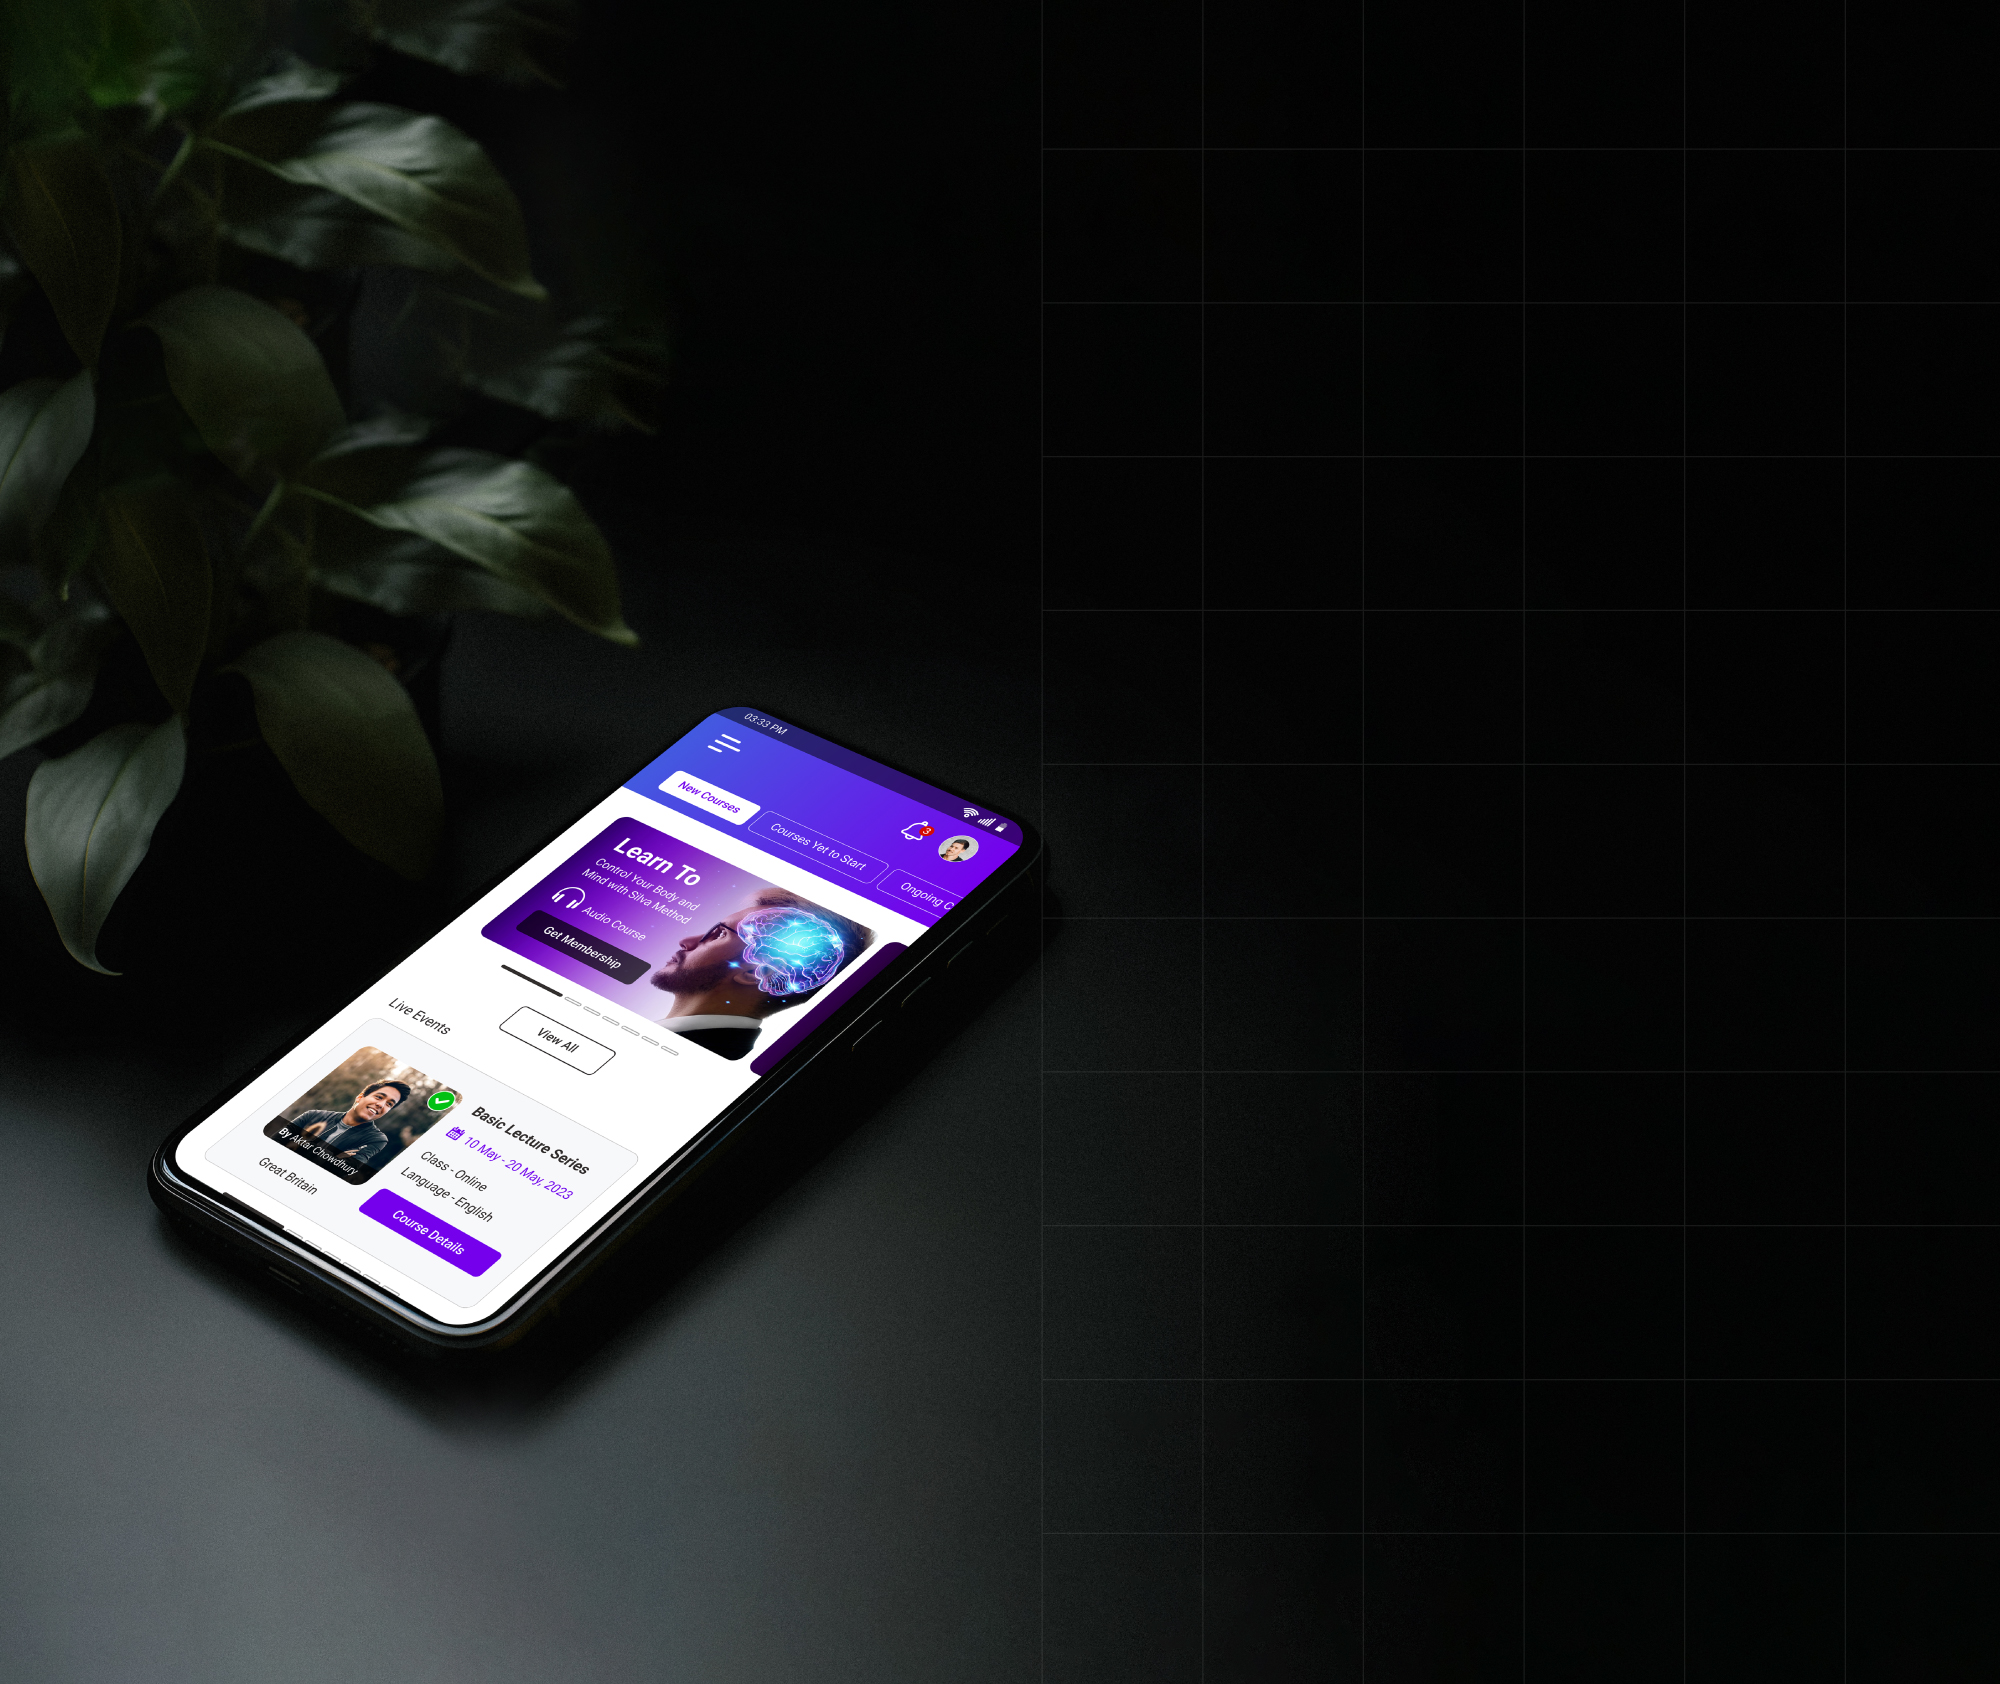 03:33 PM
3
New Courses
Courses Yet to Start
Ongoing C
Learn To
Control Your Body and
Mind with Silva Method
Audio Course
Get Membership
View All
Live Events
By Aktar Chowdhury
Great Britain
Basic Lecture Series
10 May - 20 May, 2023
Class - Online
Language - English
Course Details